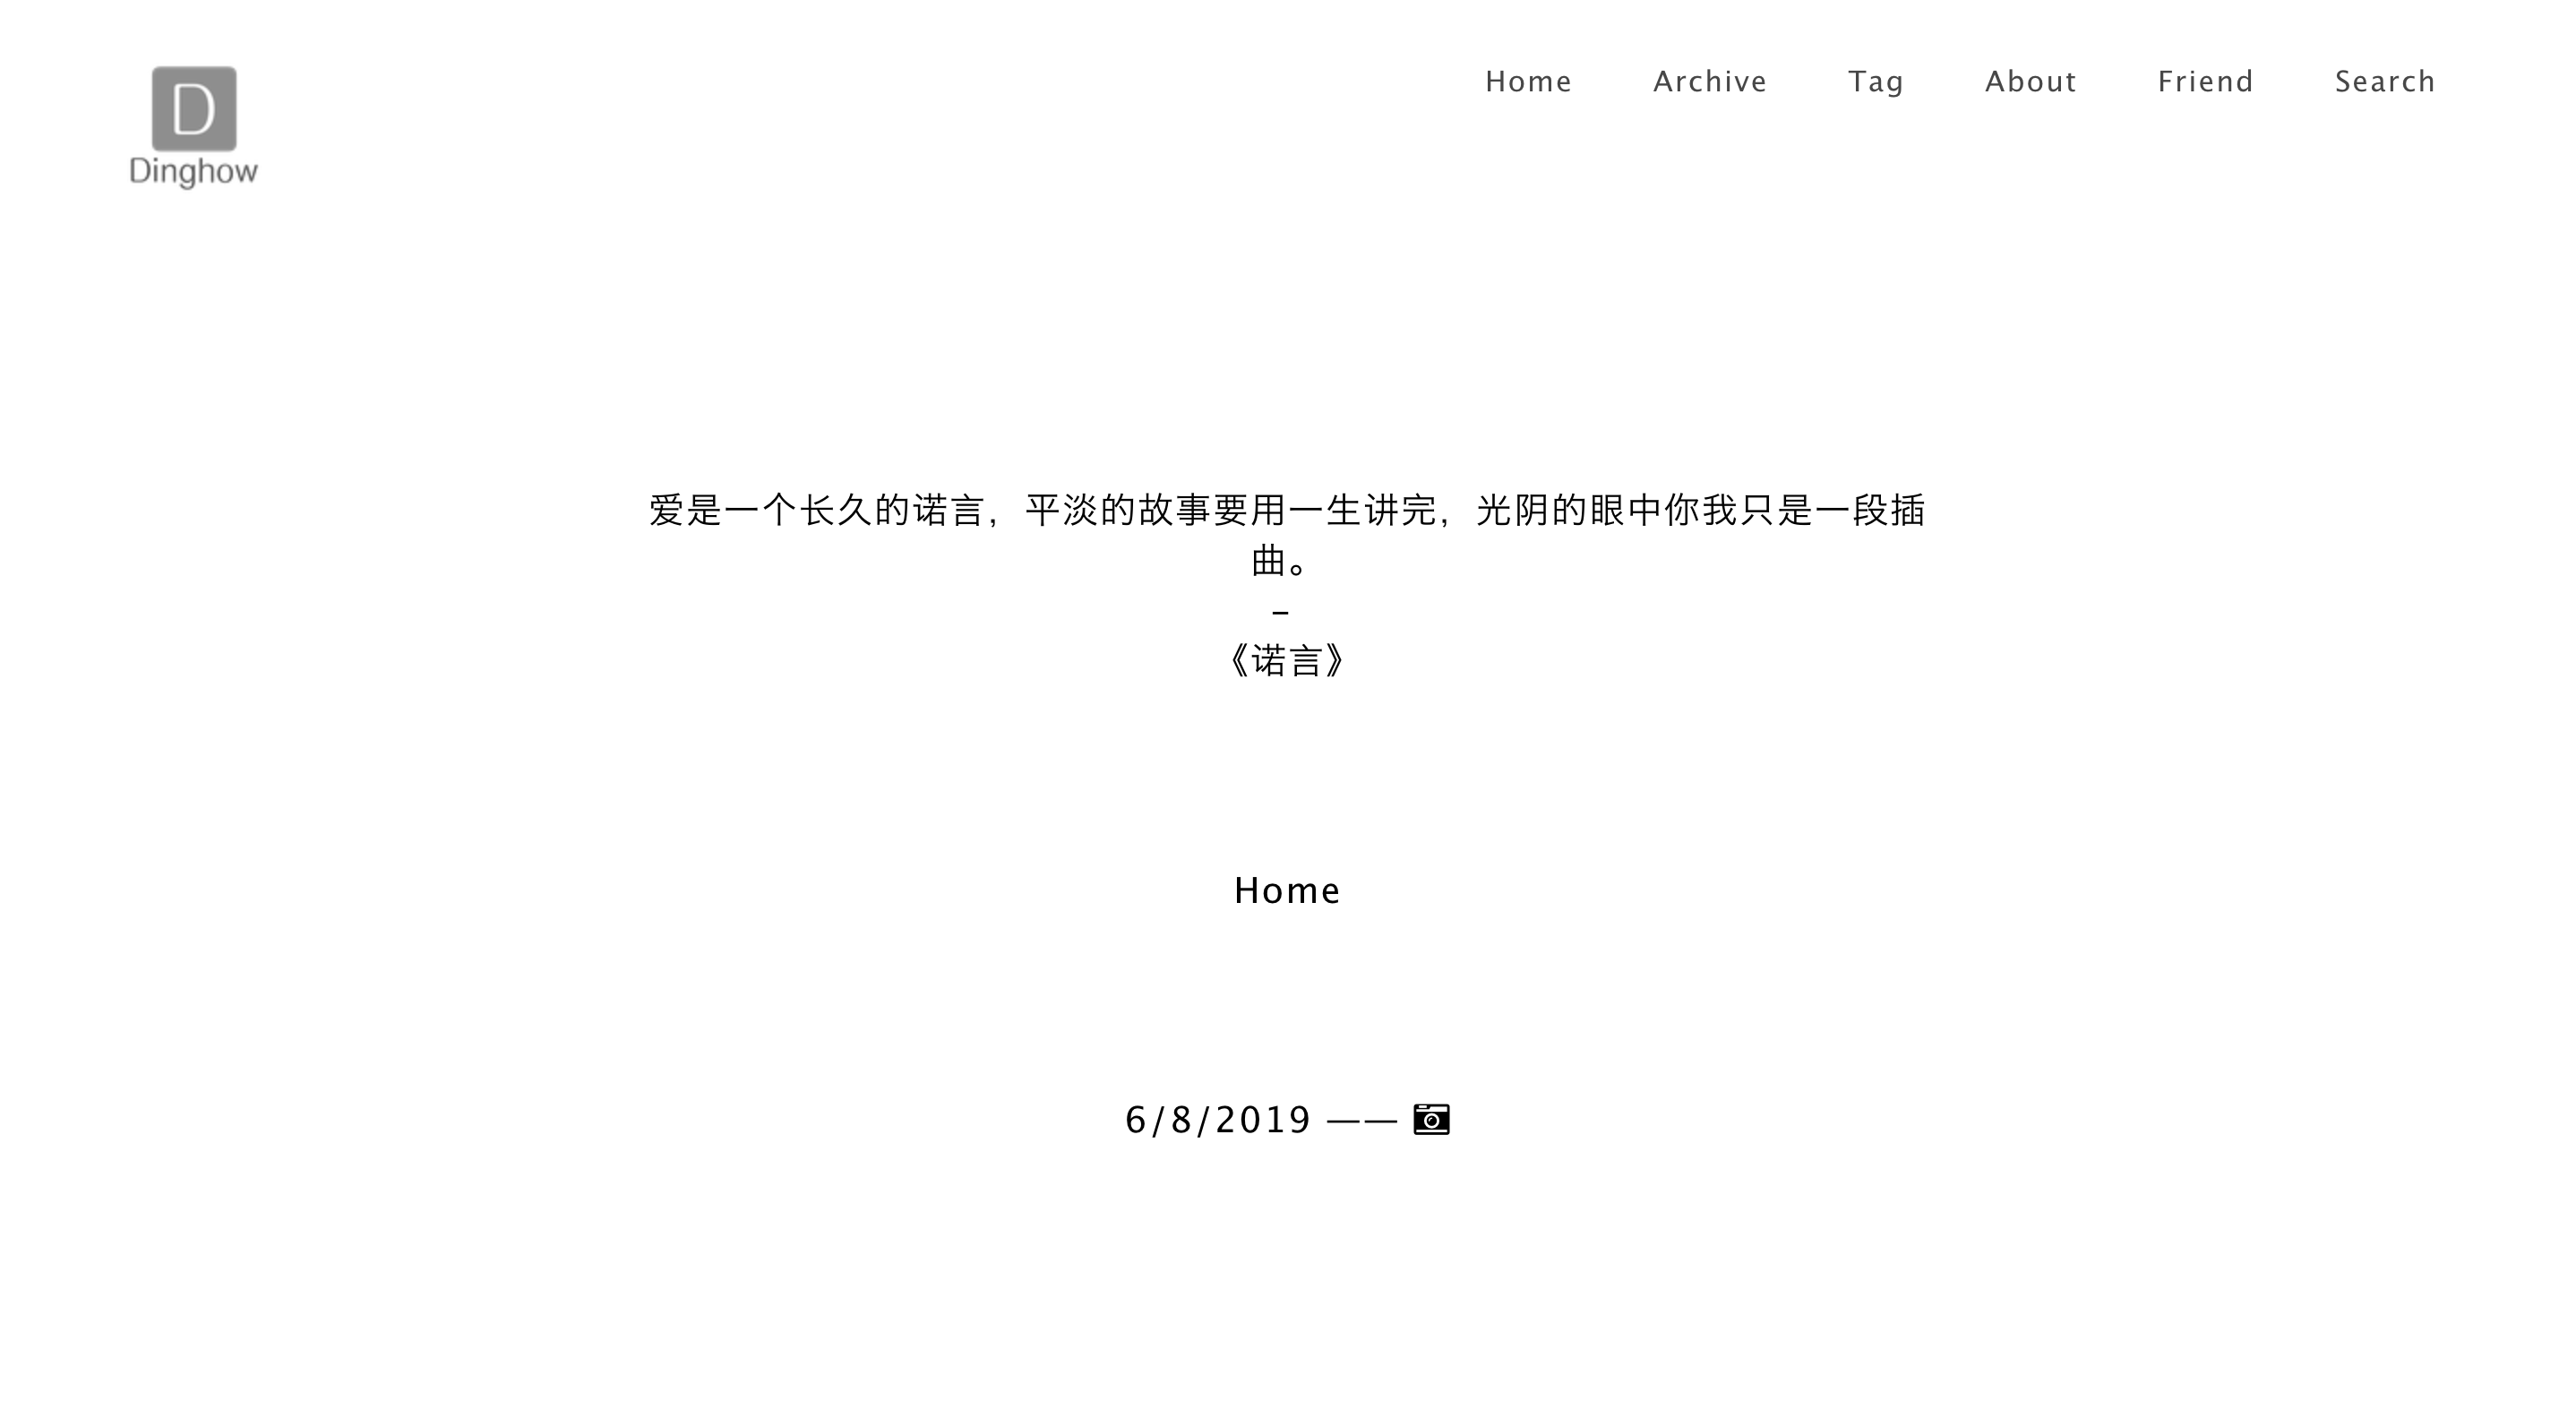 D
Dinghow
Home Archive Tag About Friend Search
爱是一个长久的诺言，平淡的故事要用一生讲完，光阴的眼中你我只是一段插
曲。
–
《诺言》
Home
6/8/2019 ——